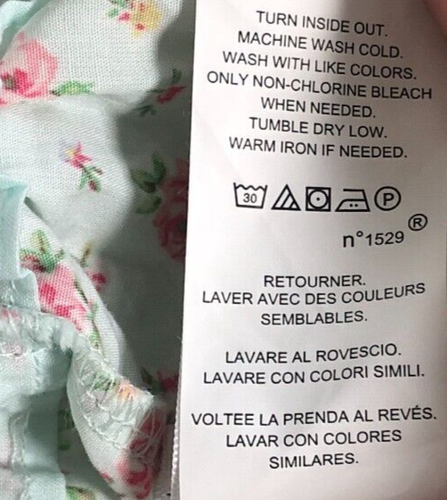 TURN INSIDE OUT.
MACHINE WASH COLD.
WASH WITH LIKE COLORS.
ONLY NON-CHLORINE BLEACH
WHEN NEEDED.
TUMBLE DRY LOW.
WARM IRON IF NEEDED.
30 P
®
n°1529
RETOURNER.
LAVER AVEC DES COULEURS
SEMBLABLES.
LAVARE AL ROVESCIO.
LAVARE CON COLORI SIMILI.
VOLTEE LA PRENDA AL REVÉS.
LAVAR CON COLORES
SIMILARES.